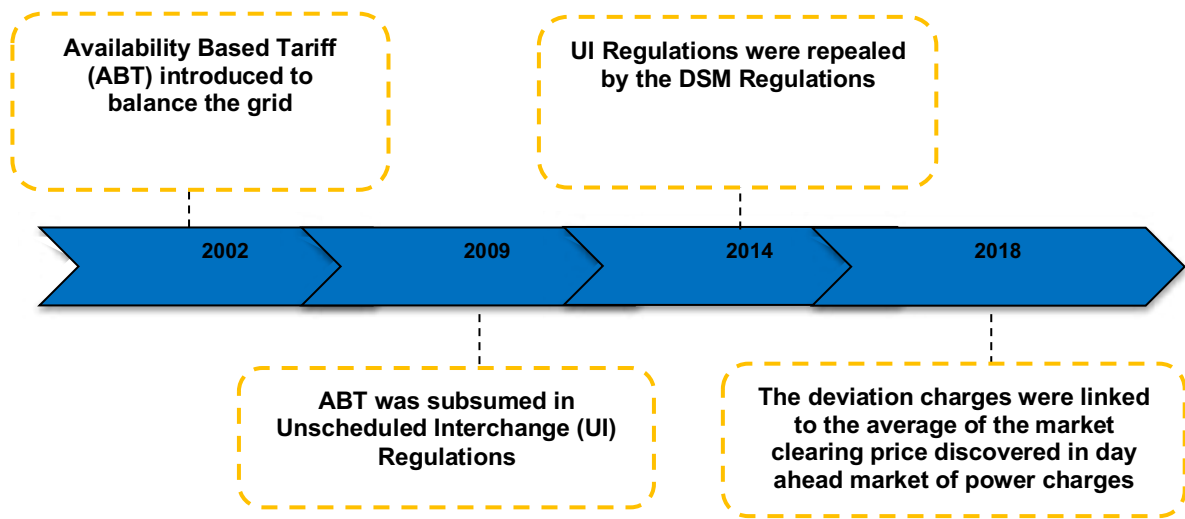 Availability Based Tariff
(ABT) introduced to
balance the grid
UI Regulations were repealed
by the DSM Regulations
2002
2009
2014
2018
ABT was subsumed in
Unscheduled Interchange (UI)
Regulations
The deviation charges were linked
to the average of the market
clearing price discovered in day
ahead market of power charges